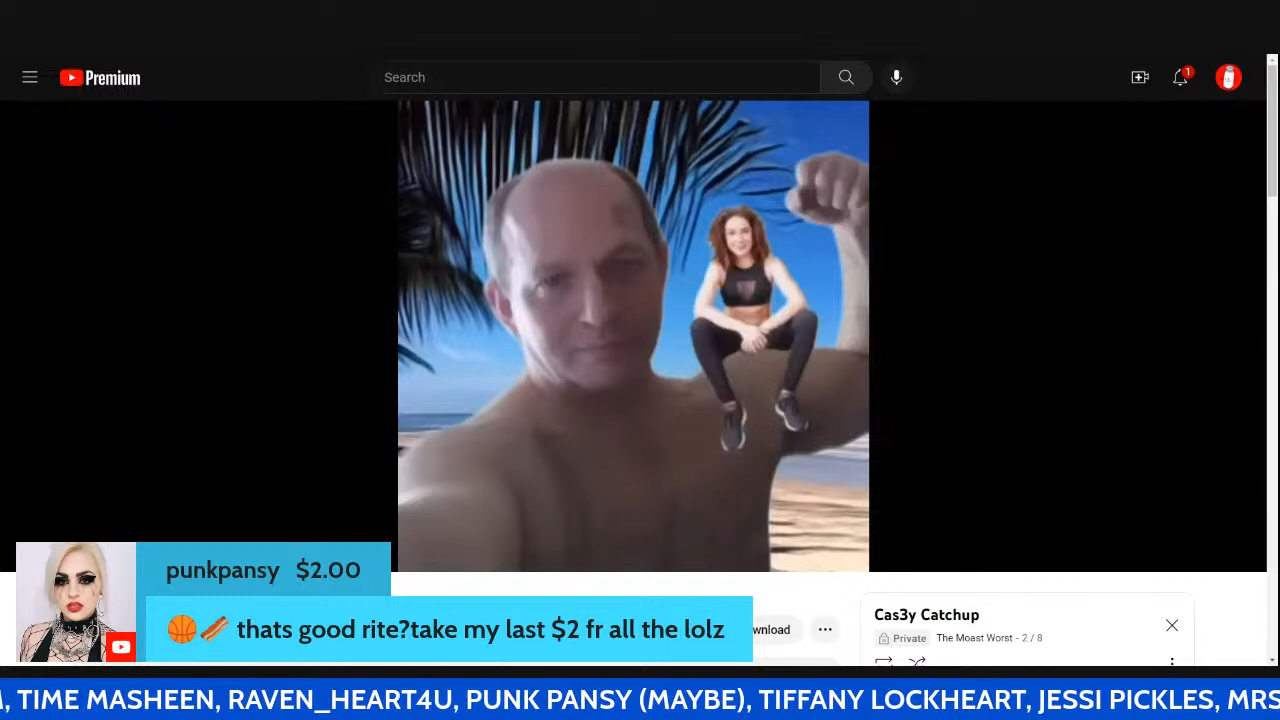 Premium
Search
1
punkpansy $2.00
🏀🥓 thats good rite?take my last $2 fr all the lolz
wnload
Cas3y Catchup
Private The Moast Worst - 2 / 8
, TIME MASHEEN, RAVEN_HEART4U, PUNK PANSY (MAYBE), TIFFANY LOCKHEART, JESSI PICKLES, MRS